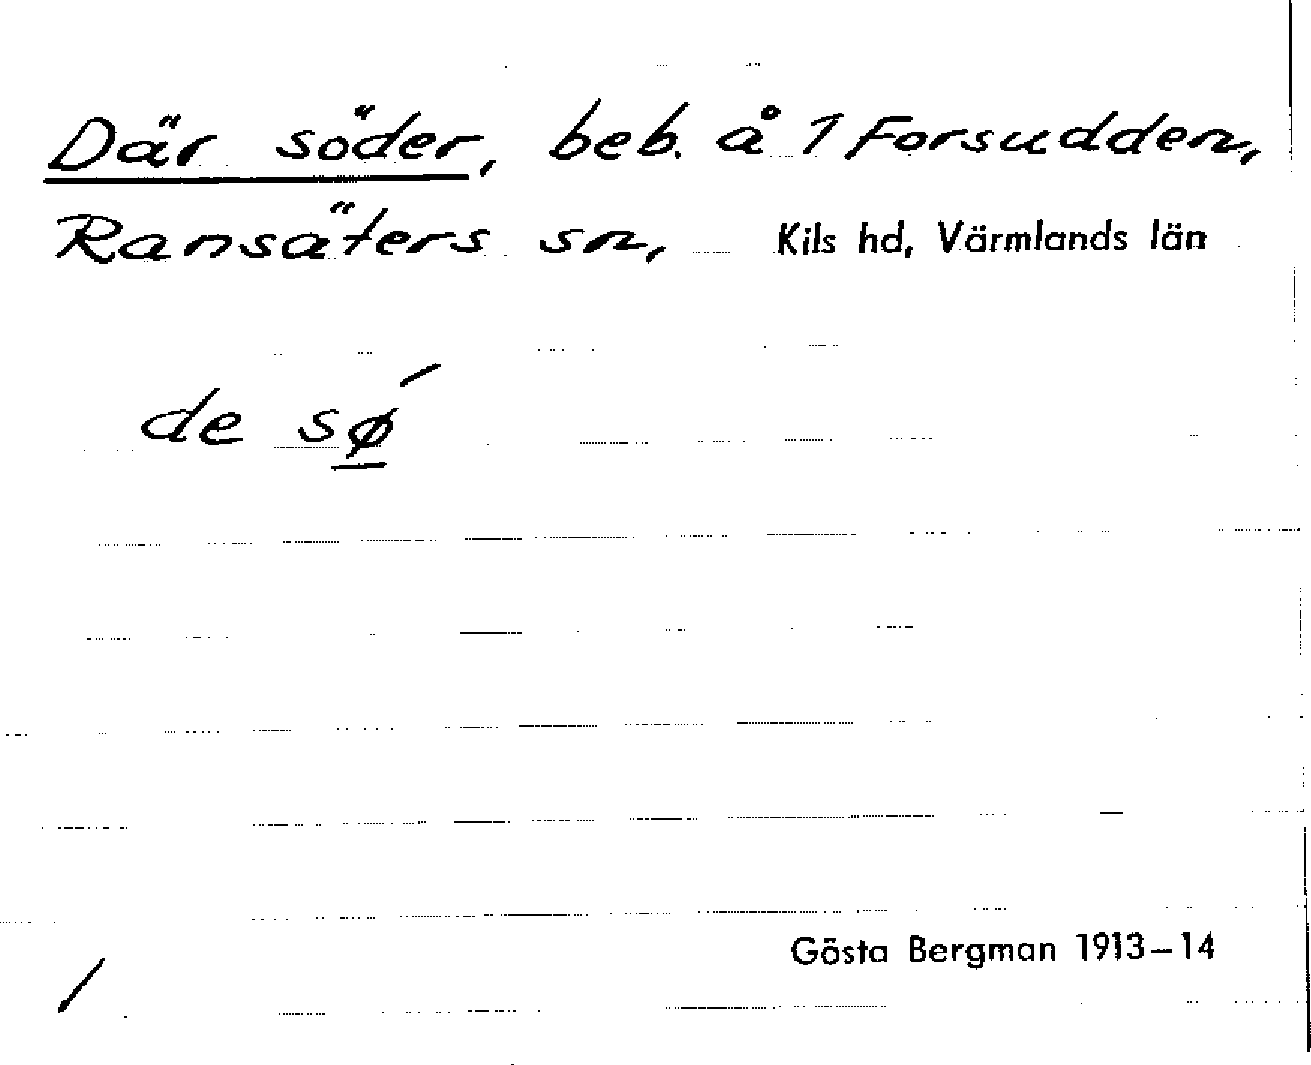 Där söder, beb. å 1 Forsudden,
Ransäters sn, Kils hd, Värmlands län
de sǿ
Gösta Bergman 1913–14
/